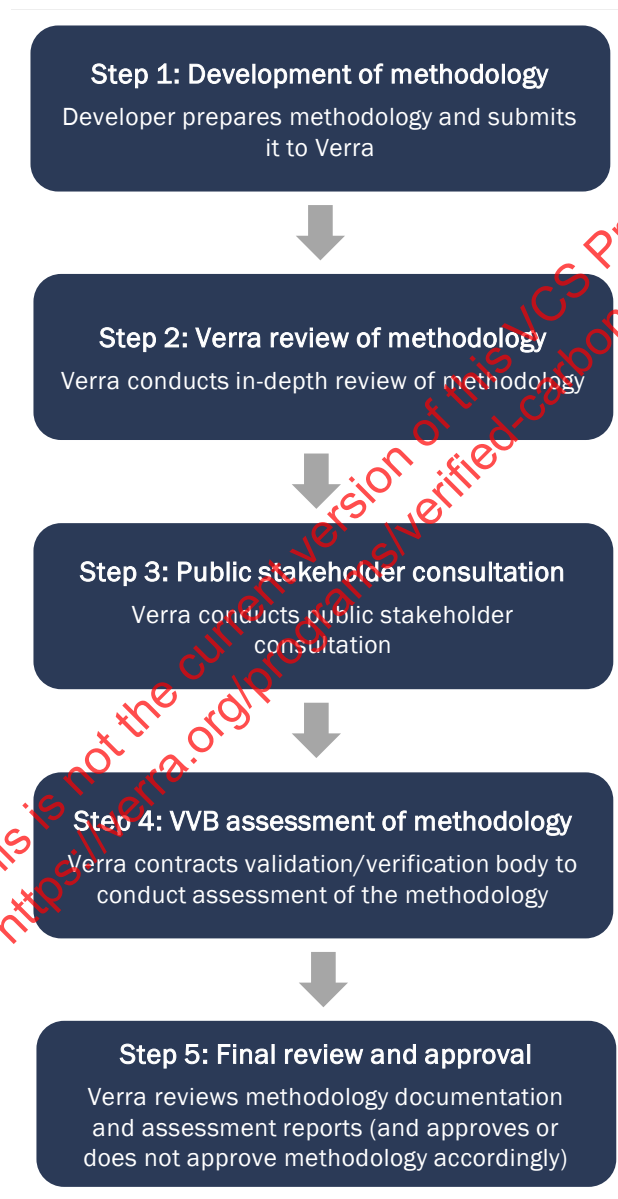 Step 1: Development of methodology
Developer prepares methodology and submits
it to Verra
Step 2: Verra review of methodology
Verra conducts in-depth review of methodology
Step 3: Public stakeholder consultation
Verra conducts public stakeholder
consultation
Step 4: VVB assessment of methodology
Verra contracts validation/verification body to
conduct assessment of the methodology
Step 5: Final review and approval
Verra reviews methodology documentation
and assessment reports (and approves or
does not approve methodology accordingly)
is not the current version of this VCS
https://verra.org/programs/verified-carbon